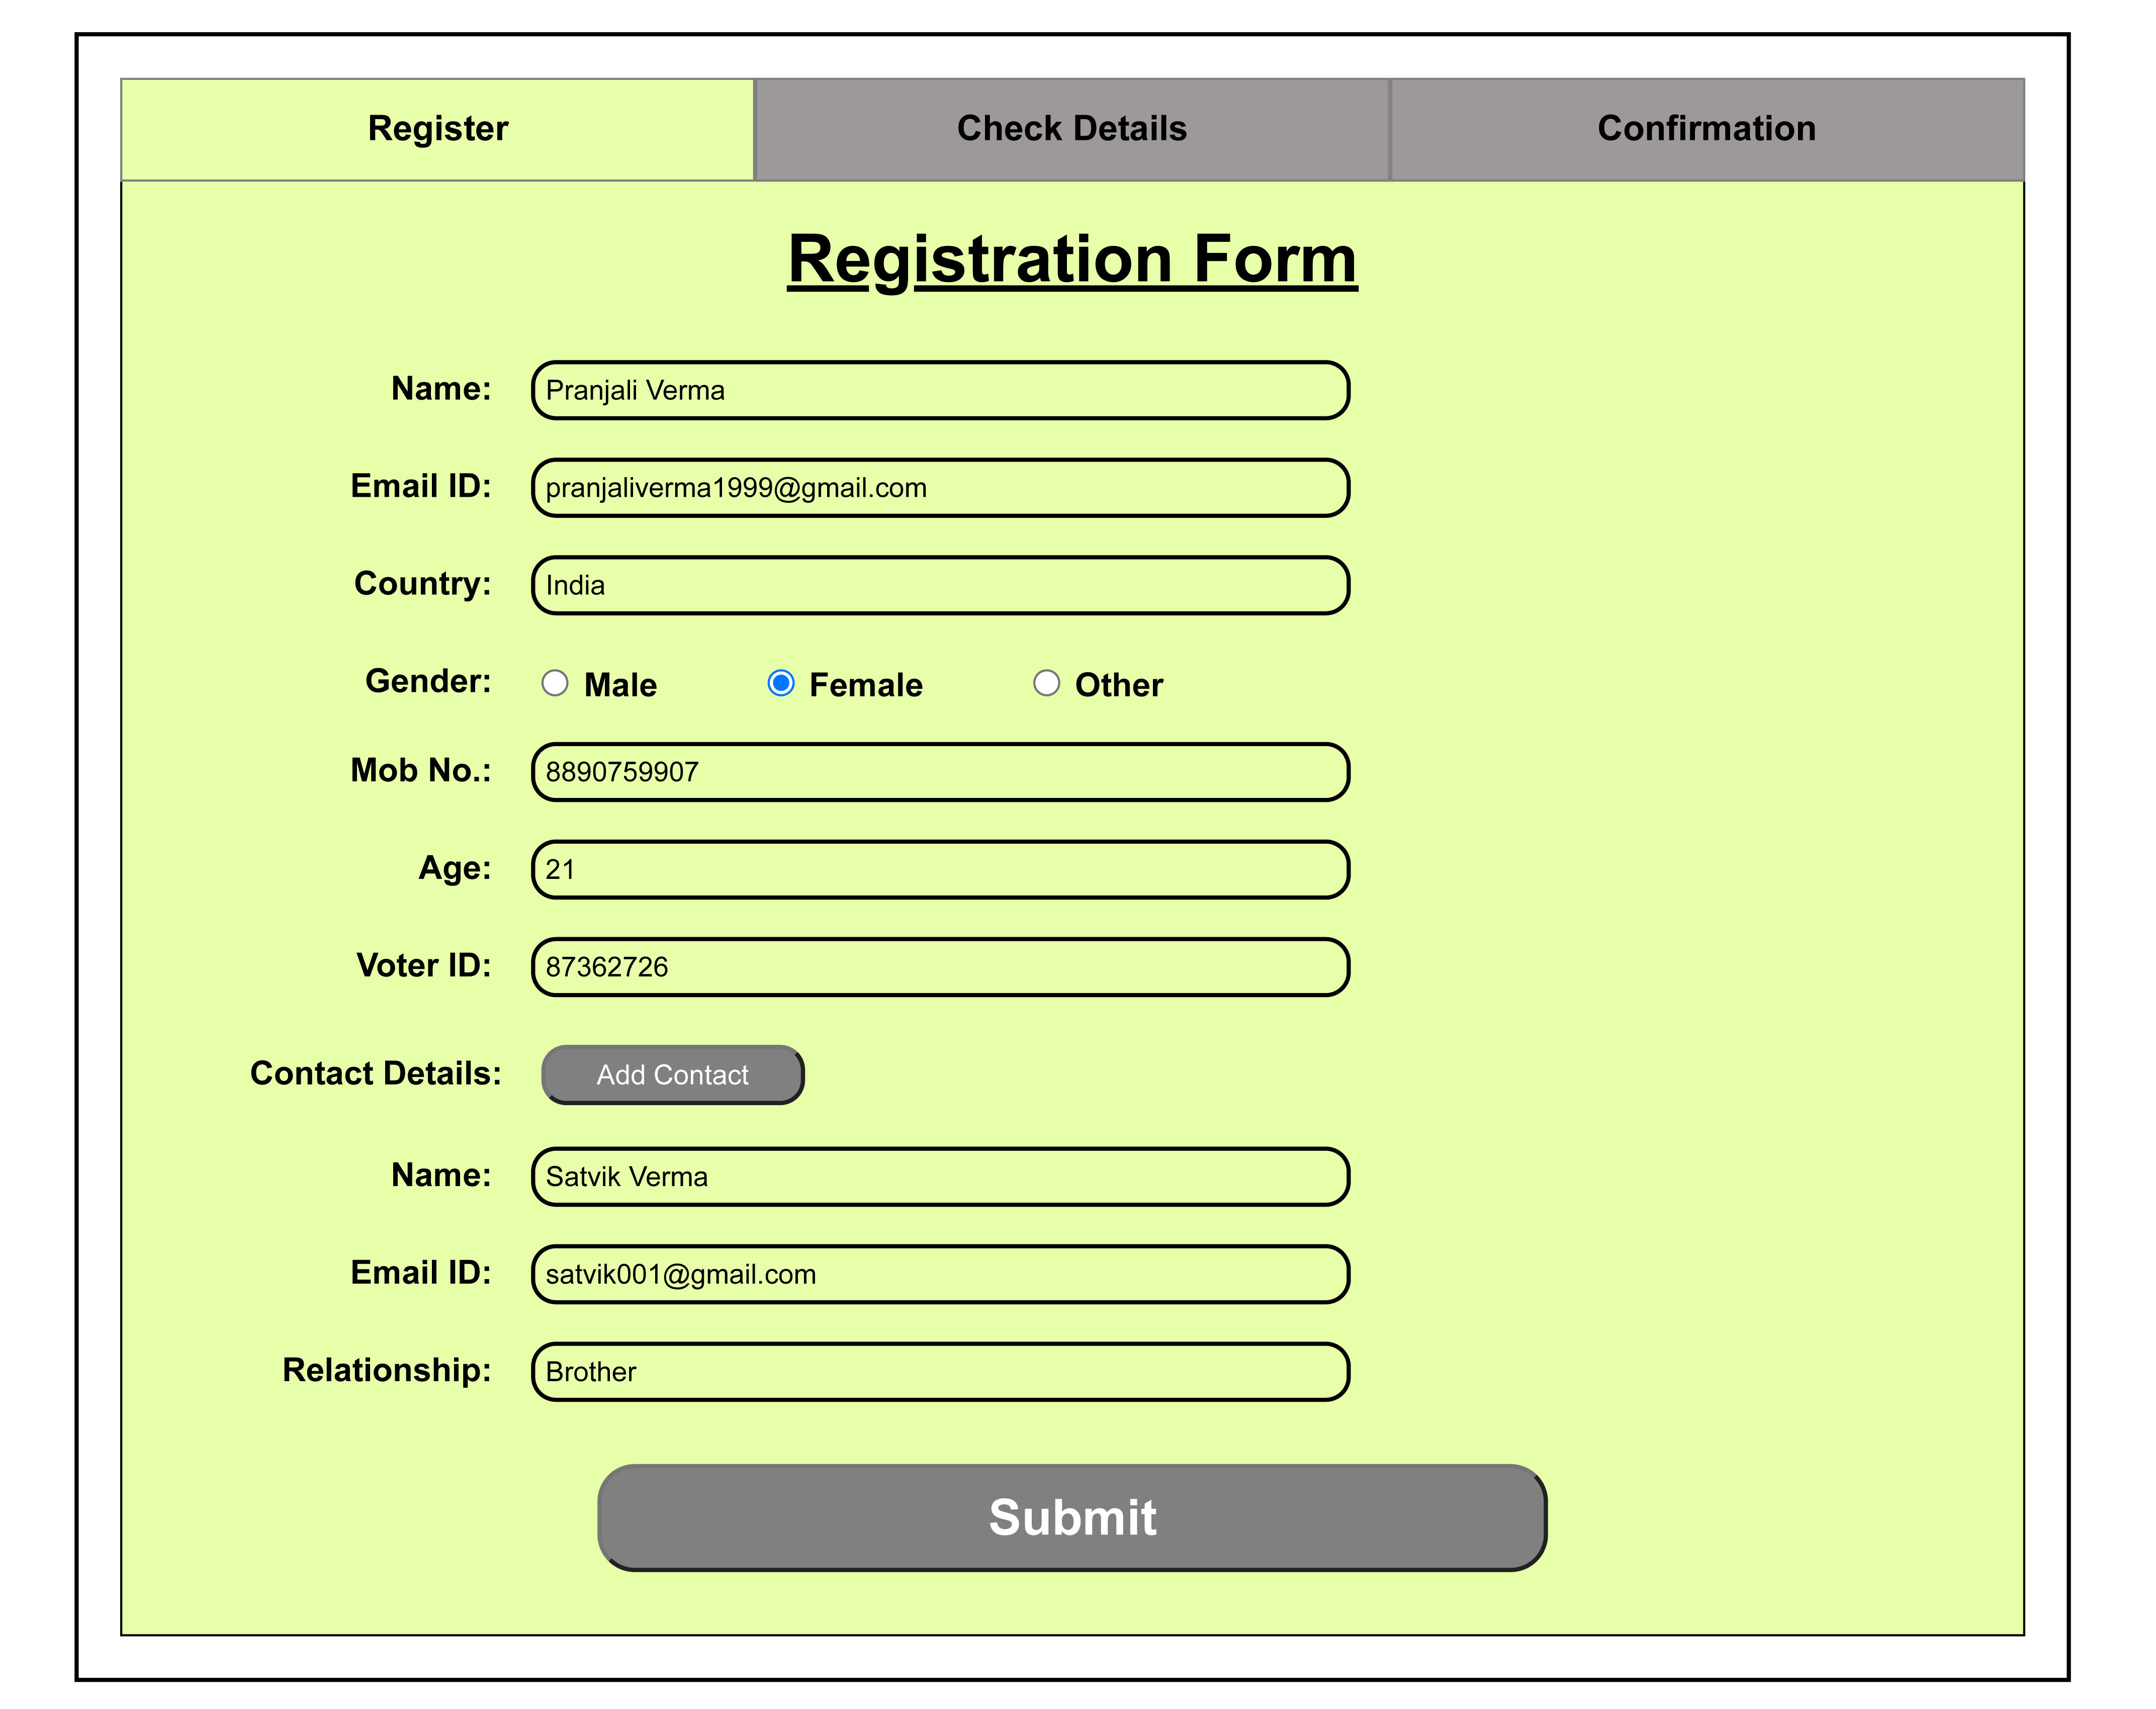 Register Check Details Confirmation
Registration Form
Name: Pranjali Verma
Email ID: pranjaliverma1999@gmail.com
Country: India
Gender: Male Female Other
Mob No.: 8890759907
Age: 21
Voter ID: 87362726
Contact Details: Add Contact
Name: Satvik Verma
Email ID: satvik001@gmail.com
Relationship: Brother
Submit